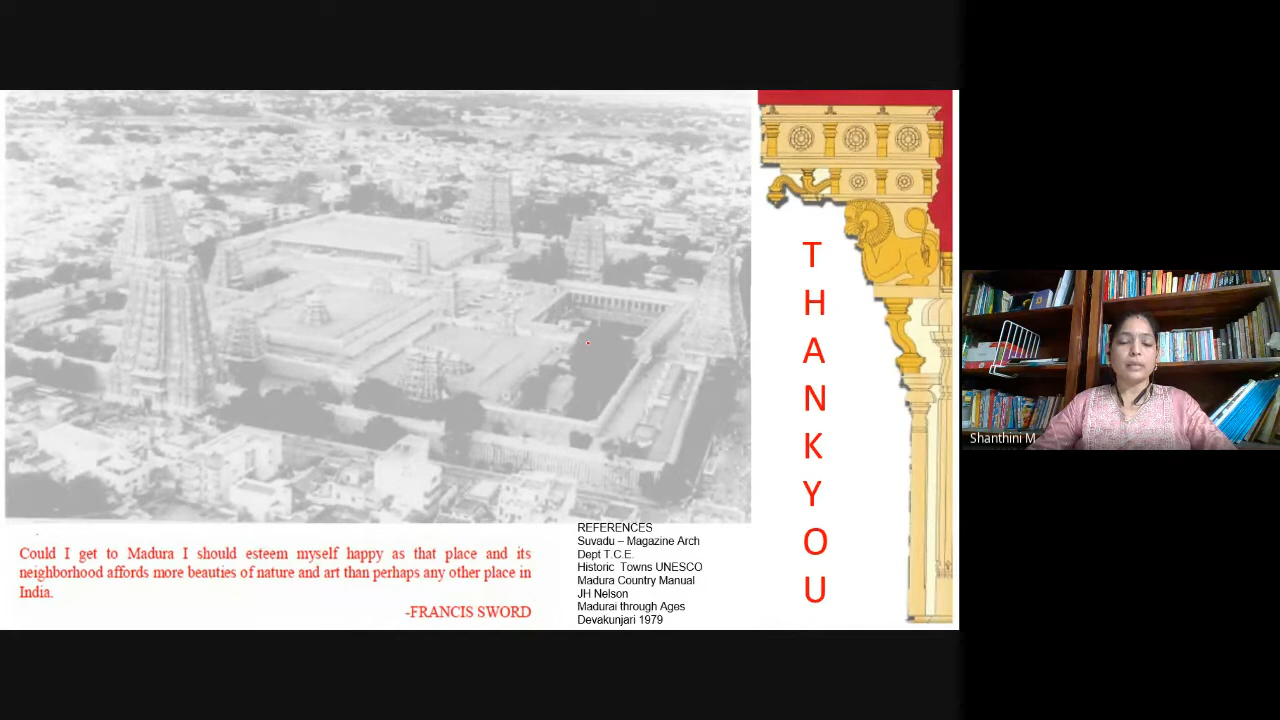 Could I get to Madura I should esteem myself happy as that place and its
neighborhood affords more beauties of nature and art than perhaps any other place in
India.
-FRANCIS SWORD
REFERENCES
Suvadu – Magazine Arch
Dept T.C.E.
Historic Towns UNESCO
Madura Country Manual
JH Nelson
Madurai through Ages
Devakunjari 1979
T
H
A
N
K
Y
O
U
Shanthini M